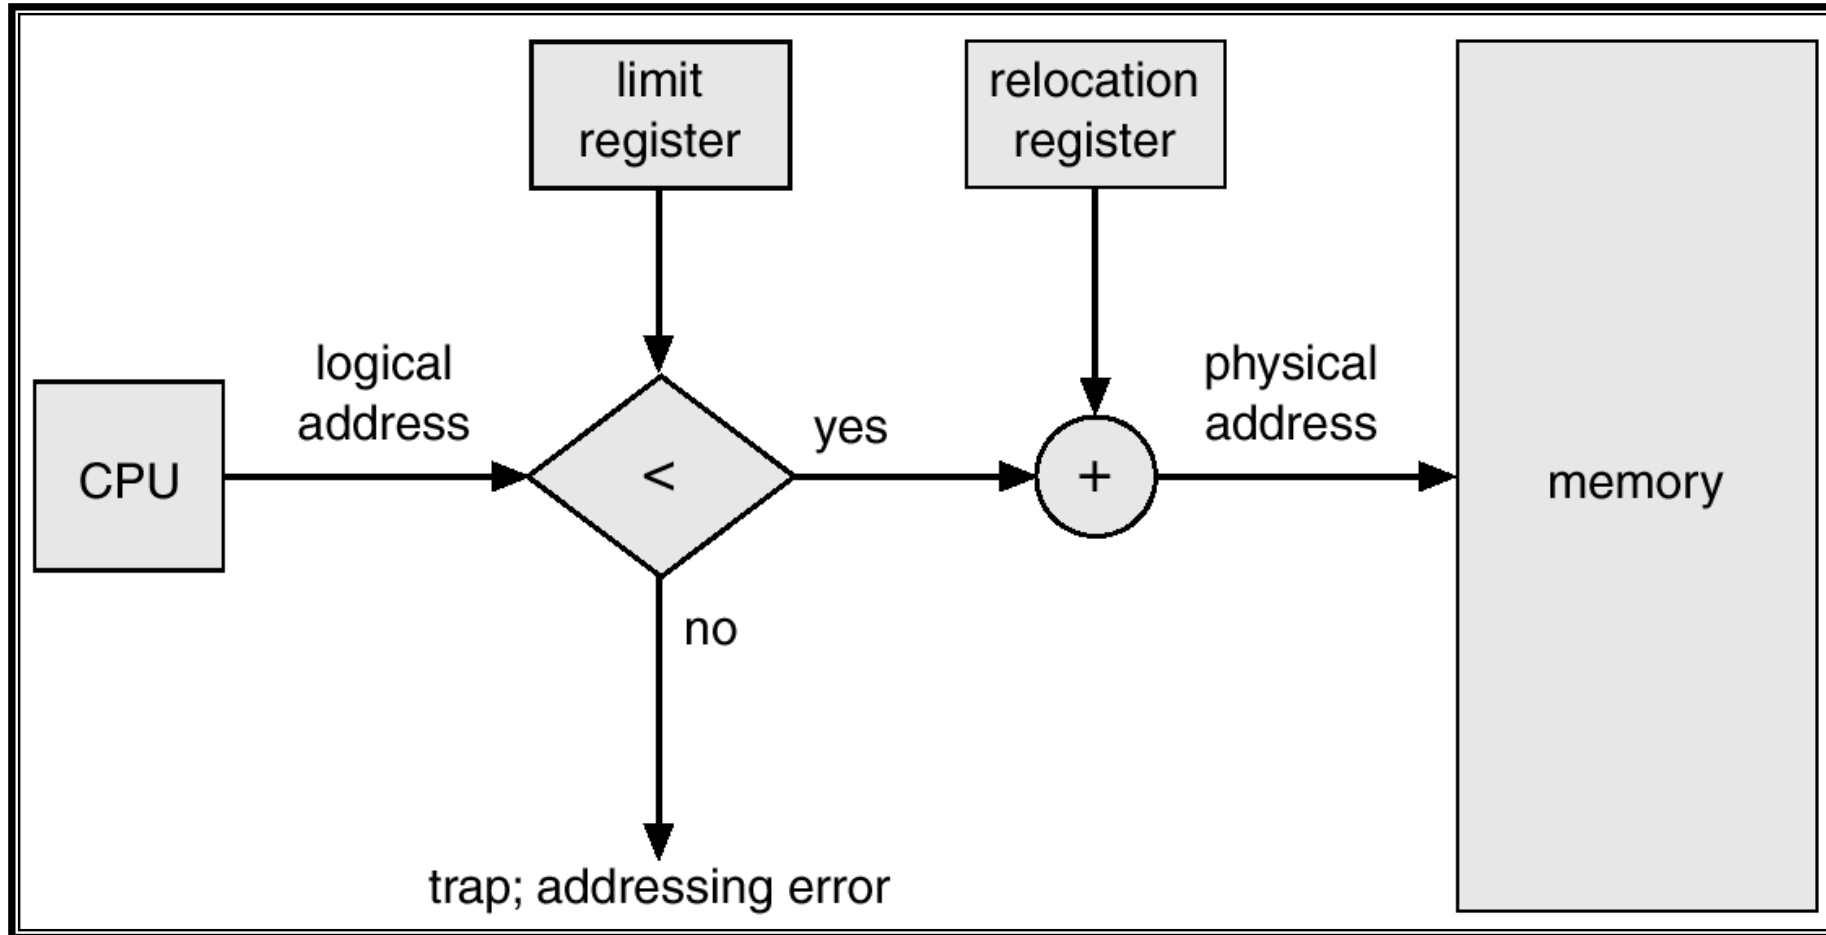 limit
register
relocation
register
logical
address
yes
physical
address
CPU
<
+
memory
no
trap; addressing error